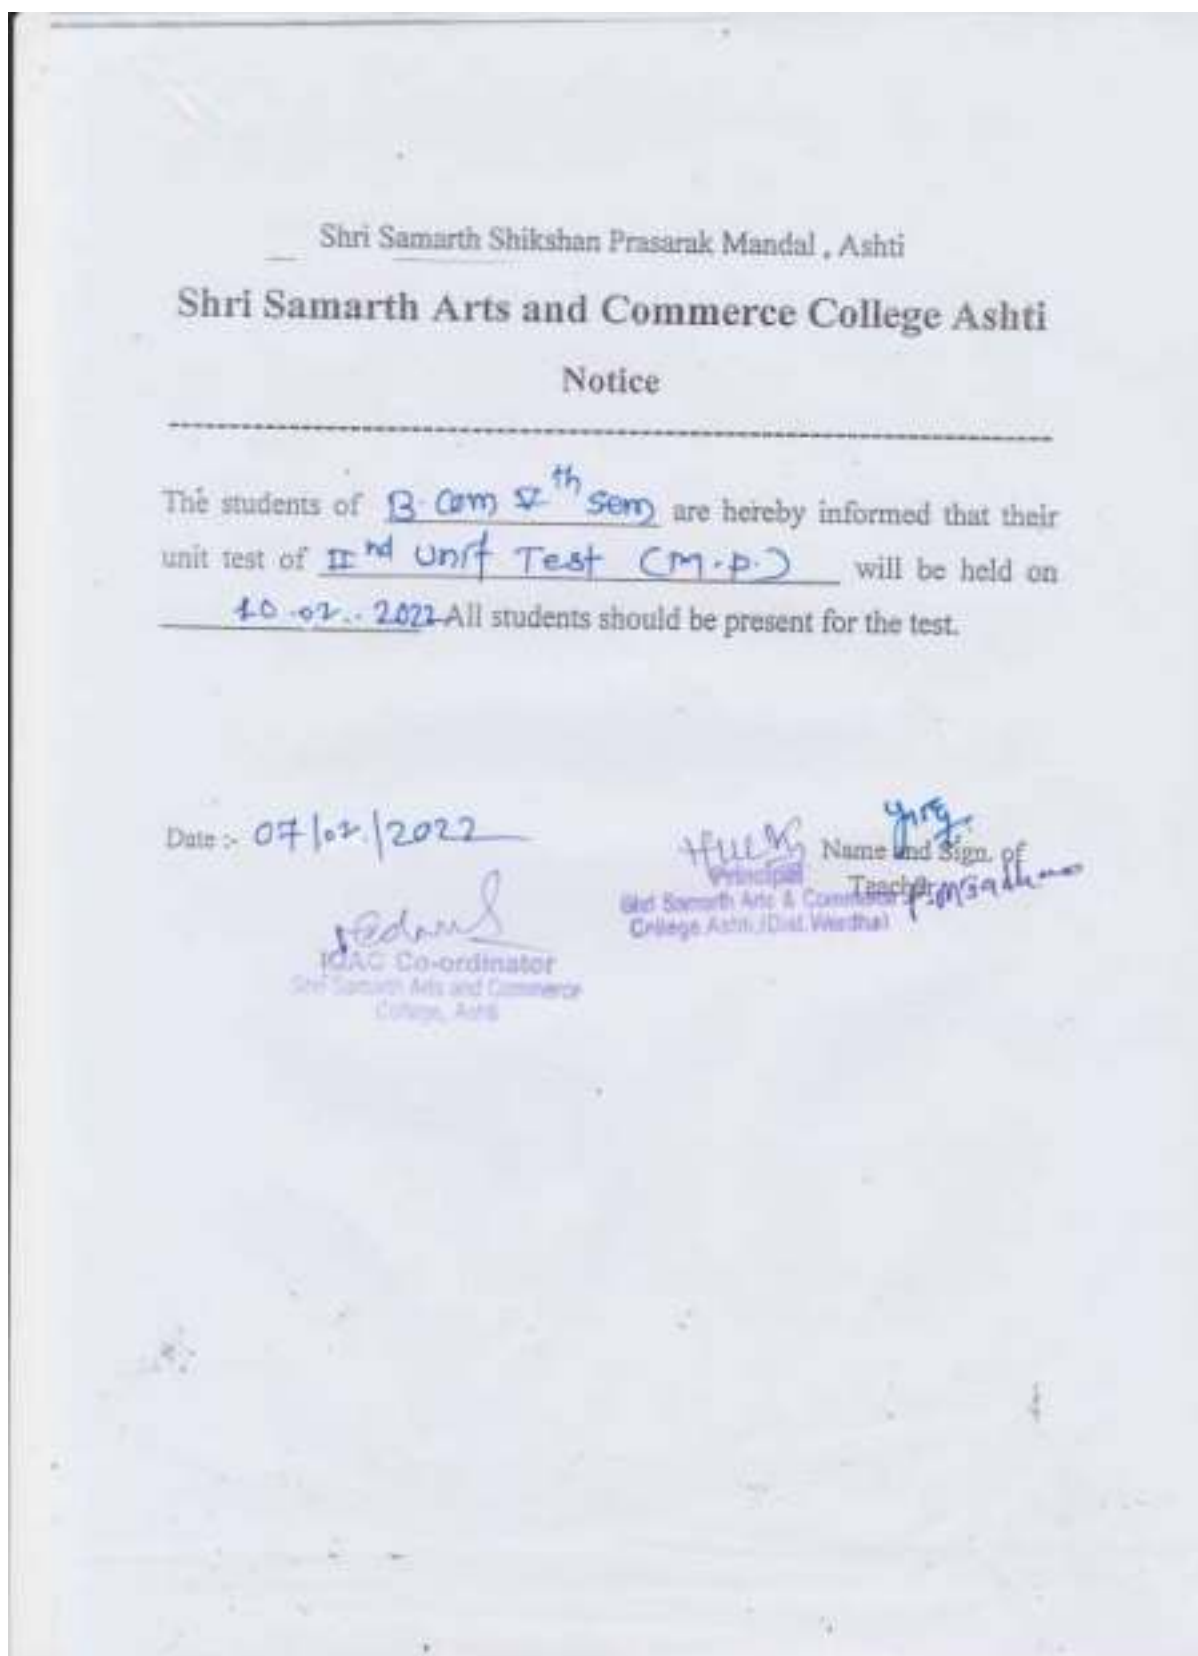 Shri Samarth Shikshan Prasarak Mandal , Ashti
Shri Samarth Arts and Commerce College Ashti
Notice
The students of B. Com V th Sem are hereby informed that their
unit test of II nd Unit Test (M.P.) will be held on
10.02.2022 All students should be present for the test.
Date :- 07/02/2022
Name and Sign. of
Teacher
Principal
Shri Samarth Arts & Commerce
College Ashti (Dist. Wardha)
IQAC Co-ordinator
Shri Samarth Arts and Commerce
College, Ashti